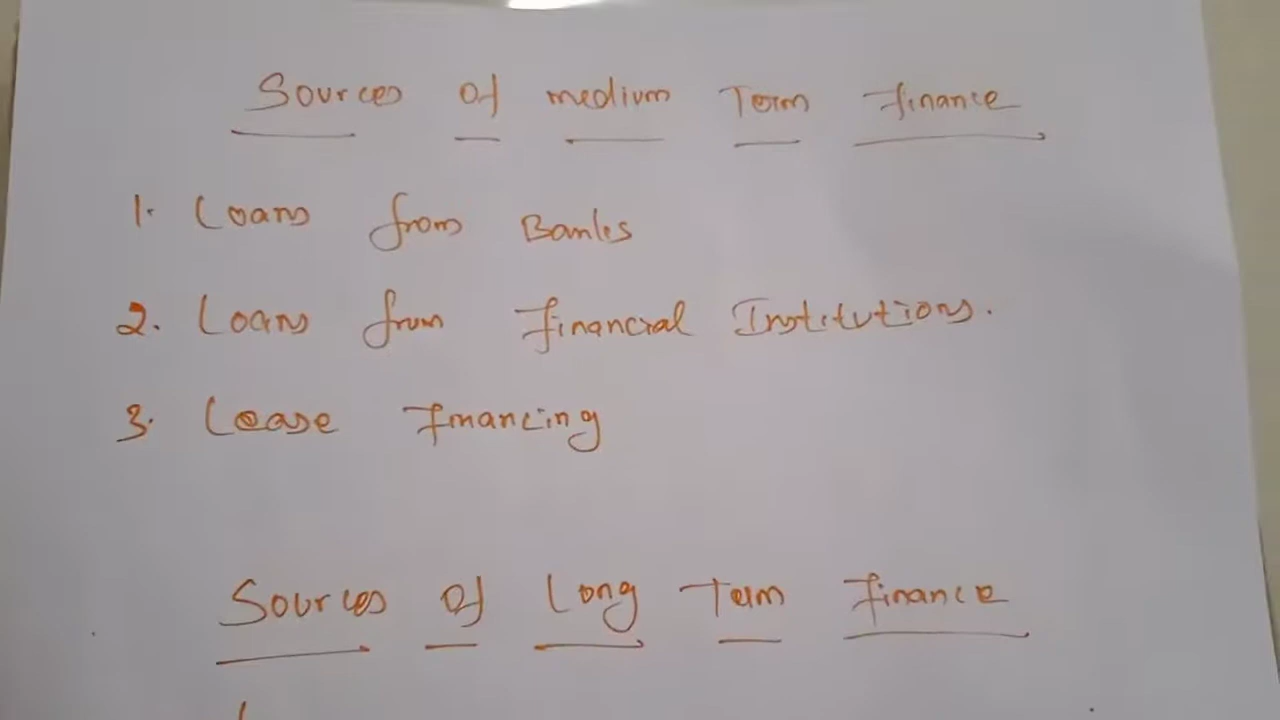 Sources of medium Term Finance
1. Loans from Banks
2. Loans from Financial Institutions.
3. Lease Financing
Sources of Long Term Finance